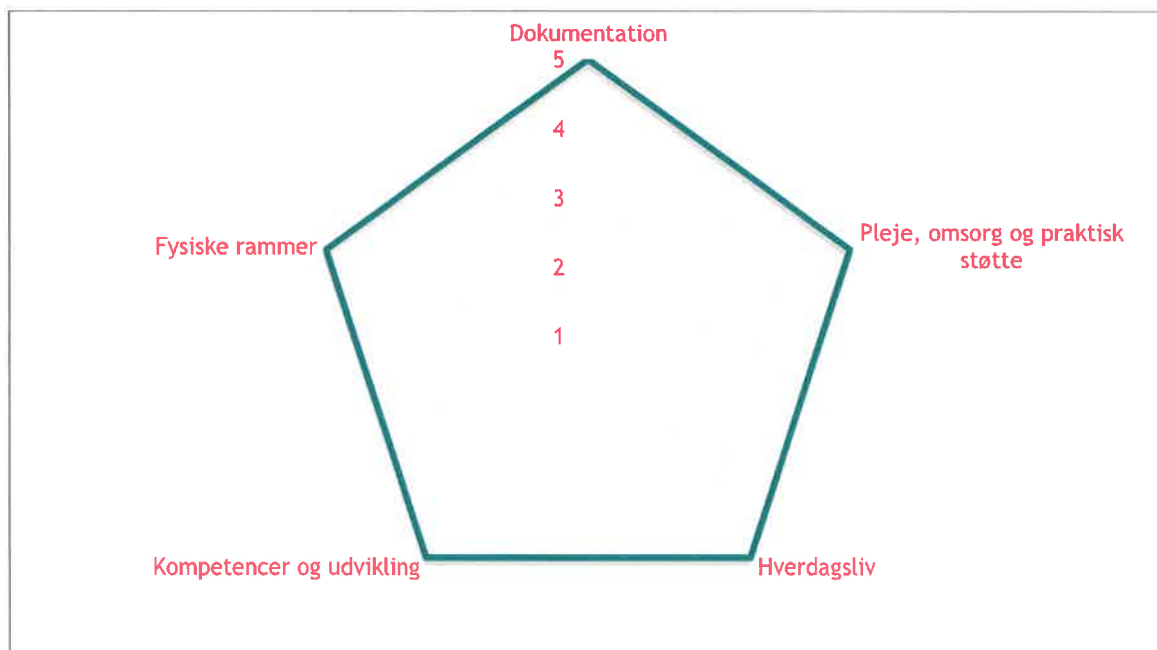 Dokumentation
5
4
3
Fysiske rammer
Pleje, omsorg og praktisk
støtte
2
1
Kompetencer og udvikling
Hverdagsliv